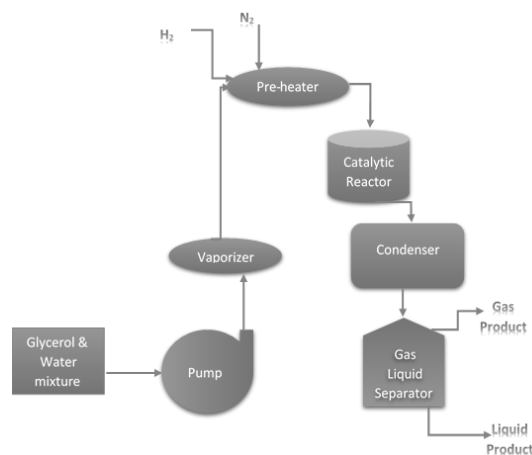 N₂
H₂
Pre-heater
Catalytic
Reactor
Condenser
Vaporizer
Gas
Product
Glycerol &
Water
mixture
Pump
Gas
Liquid
Separator
Liquid
Product